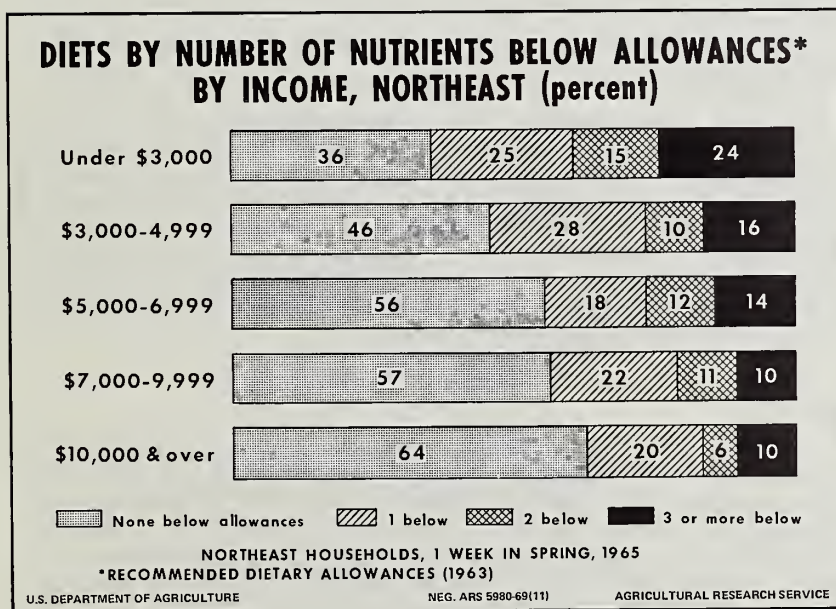 DIETS BY NUMBER OF NUTRIENTS BELOW ALLOWANCES*
BY INCOME, NORTHEAST (percent)
Under $3,000 36 25 15 24
$3,000-4,999 46 28 10 16
$5,000-6,999 56 18 12 14
$7,000-9,999 57 22 11 10
$10,000 & over 64 20 6 10
None below allowances 1 below 2 below 3 or more below
NORTHEAST HOUSEHOLDS, 1 WEEK IN SPRING, 1965
*RECOMMENDED DIETARY ALLOWANCES (1963)
U.S. DEPARTMENT OF AGRICULTURE NEG. ARS 5980-69(11) AGRICULTURAL RESEARCH SERVICE